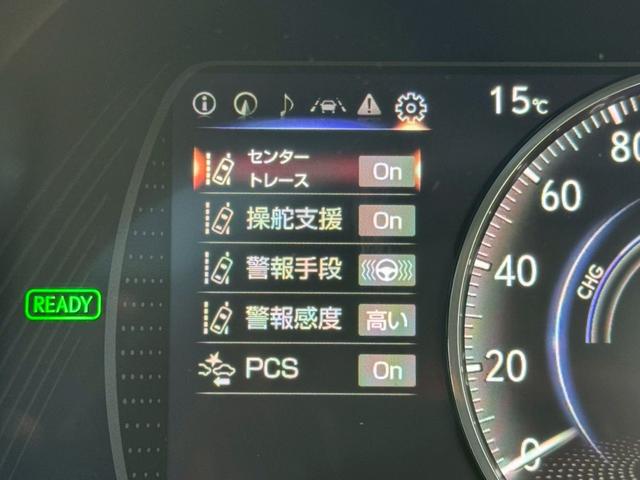 15℃
センター
トレース On
操舵支援 On
警報手段
警報感度 高い
PCS On
READY
80
60
40
20
0
CHG